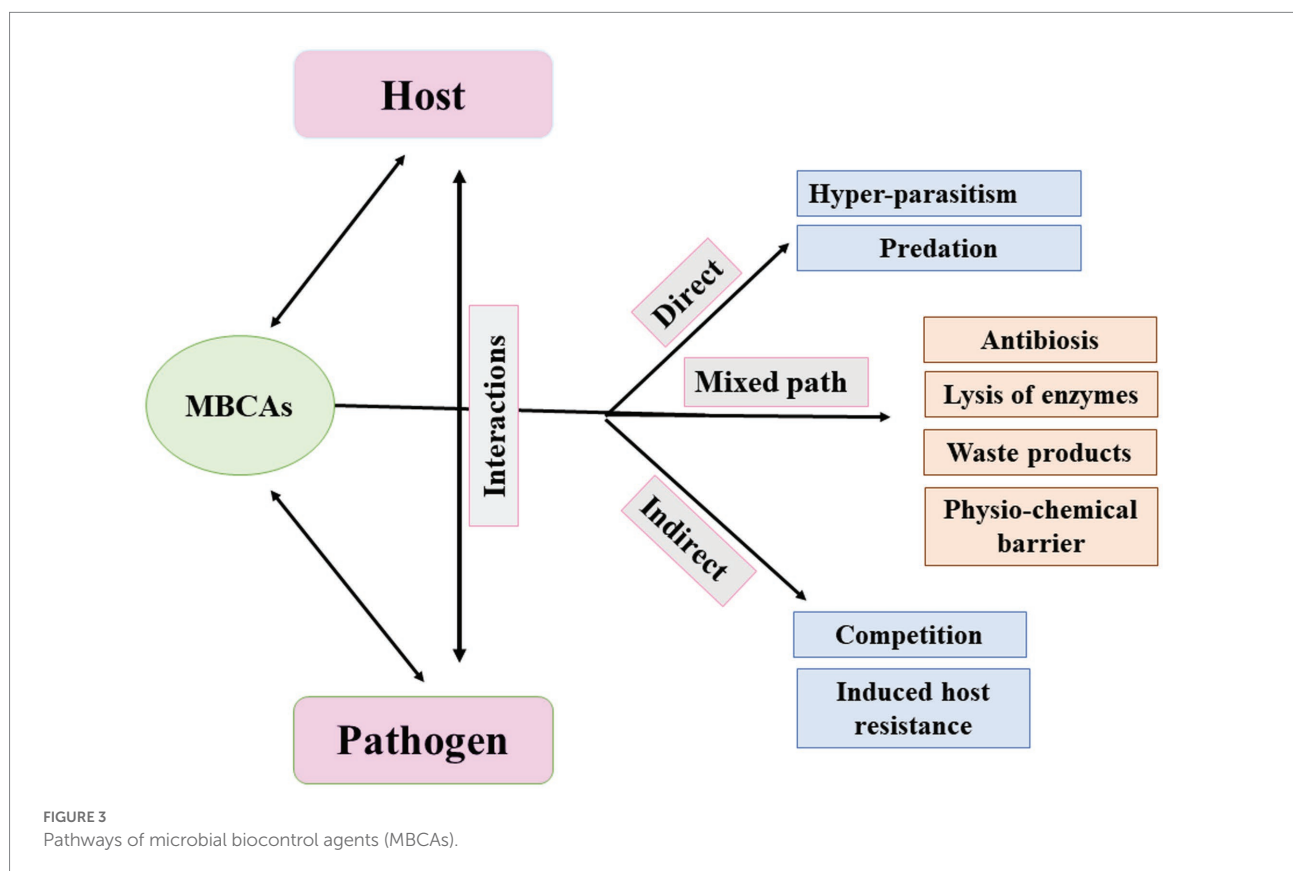 Host
Hyper-parasitism
Predation
Direct
Antibiosis
Mixed path
Lysis of enzymes
MBCAs
Interactions
Waste products
Physio-chemical
barrier
Indirect
Competition
Induced host
resistance
Pathogen
FIGURE 3
Pathways of microbial biocontrol agents (MBCAs).